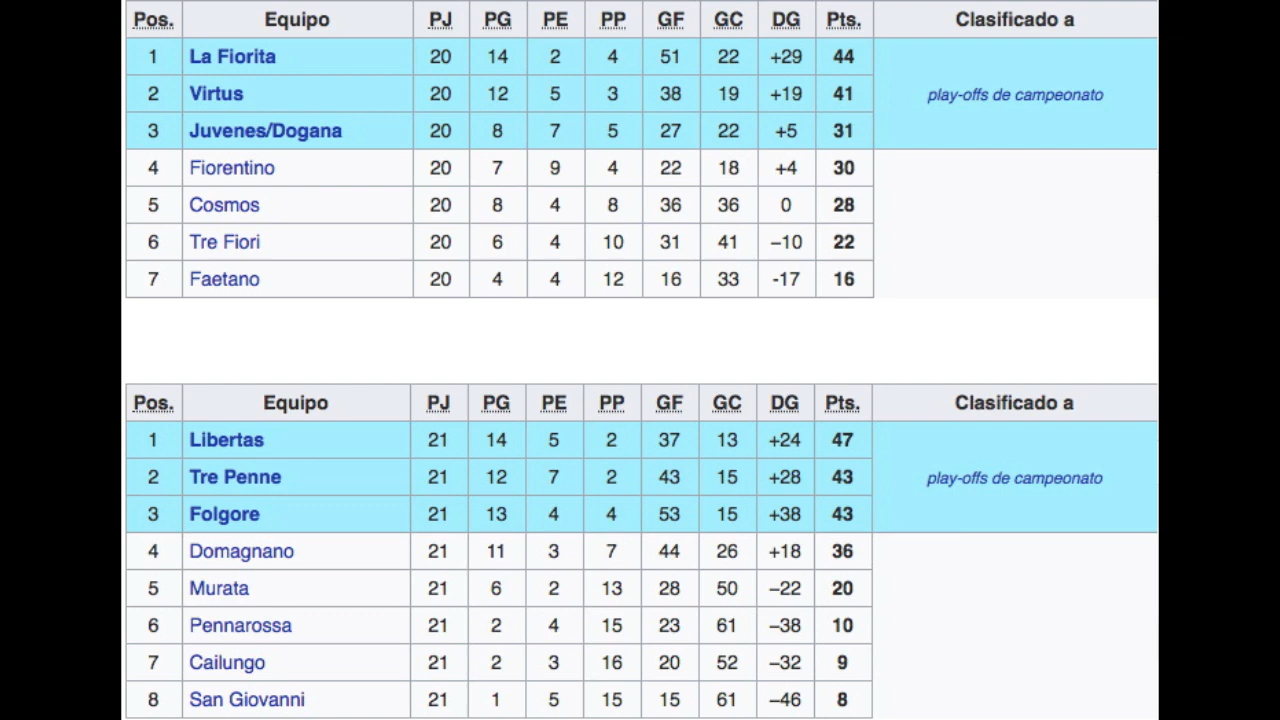 Pos. Equipo PJ PG PE PP GF GC DG Pts. Clasificado a
1 La Fiorita 20 14 2 4 51 22 +29 44
2 Virtus 20 12 5 3 38 19 +19 41 play-offs de campeonato
3 Juvenes/Dogana 20 8 7 5 27 22 +5 31
4 Fiorentino 20 7 9 4 22 18 +4 30
5 Cosmos 20 8 4 8 36 36 0 28
6 Tre Fiori 20 6 4 10 31 41 −10 22
7 Faetano 20 4 4 12 16 33 -17 16
Pos. Equipo PJ PG PE PP GF GC DG Pts. Clasificado a
1 Libertas 21 14 5 2 37 13 +24 47
2 Tre Penne 21 12 7 2 43 15 +28 43 play-offs de campeonato
3 Folgore 21 13 4 4 53 15 +38 43
4 Domagnano 21 11 3 7 44 26 +18 36
5 Murata 21 6 2 13 28 50 −22 20
6 Pennarossa 21 2 4 15 23 61 −38 10
7 Cailungo 21 2 3 16 20 52 −32 9
8 San Giovanni 21 1 5 15 15 61 −46 8